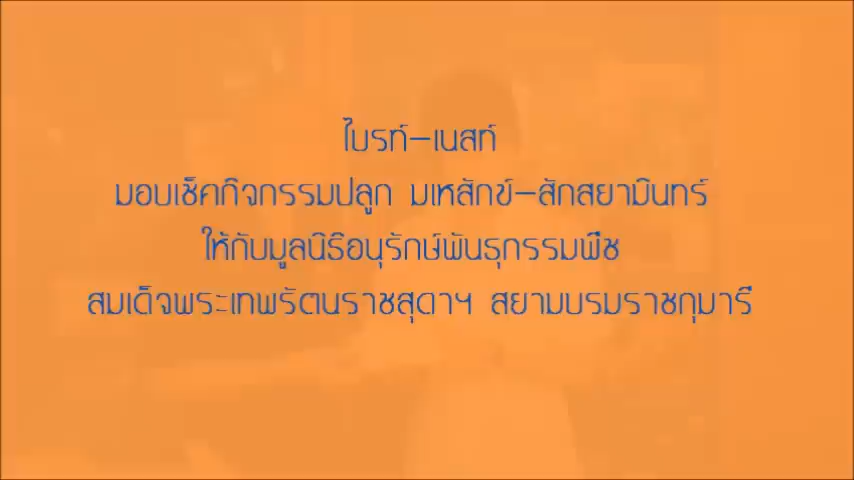 ไบรท์-เนสท์
มอบเช็คกิจกรรมปลูก มเหสักข์-สักสยามินทร์
ให้กับมูลนิธิอนุรักษ์พันธุกรรมพืช
สมเด็จพระเทพรัตนราชสุดาฯ สยามบรมราชกุมารี